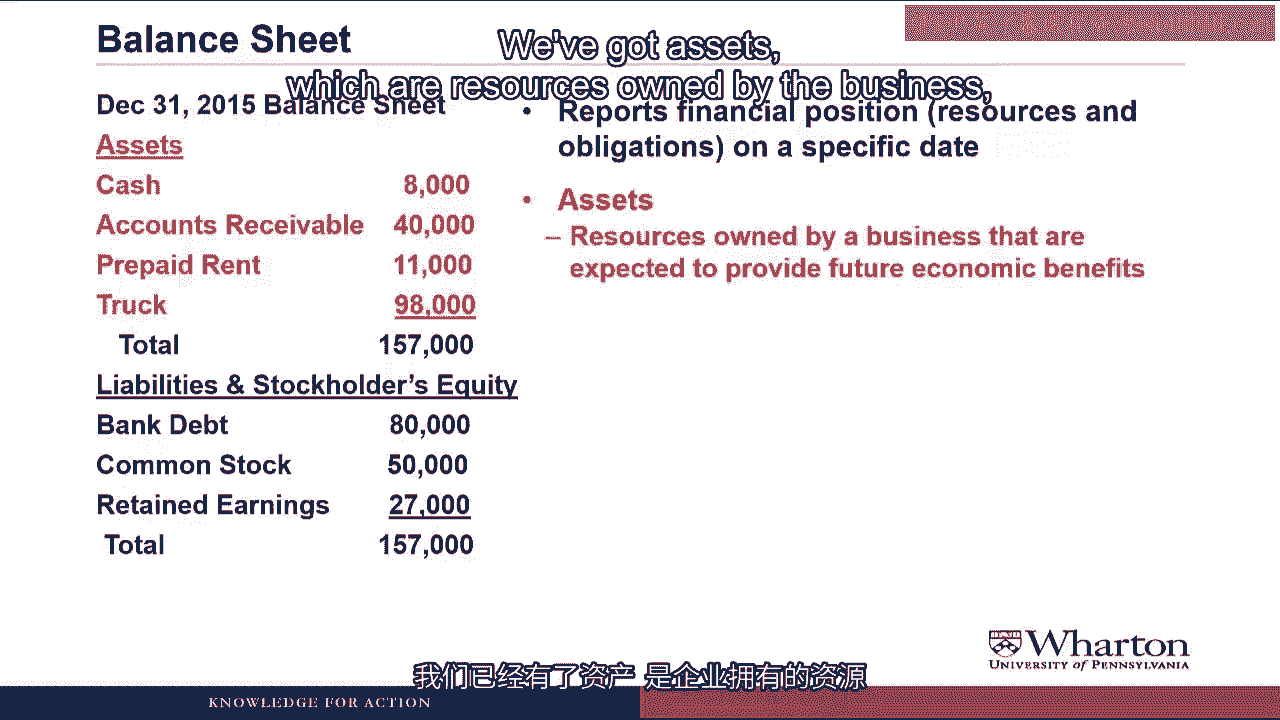 Balance Sheet
We've got assets,
which are resources owned by the business,
Dec 31, 2015 Balance Sheet
Assets
Cash 8,000
Accounts Receivable 40,000
Prepaid Rent 11,000
Truck 98,000
Total 157,000
Liabilities & Stockholder's Equity
Bank Debt 80,000
Common Stock 50,000
Retained Earnings 27,000
Total 157,000
• Reports financial position (resources and
obligations) on a specific date
• Assets
– Resources owned by a business that are
expected to provide future economic benefits
Wharton
UNIVERSITY of PENNSYLVANIA
我们已经有了资产 是企业拥有的资源
KNOWLEDGE FOR ACTION